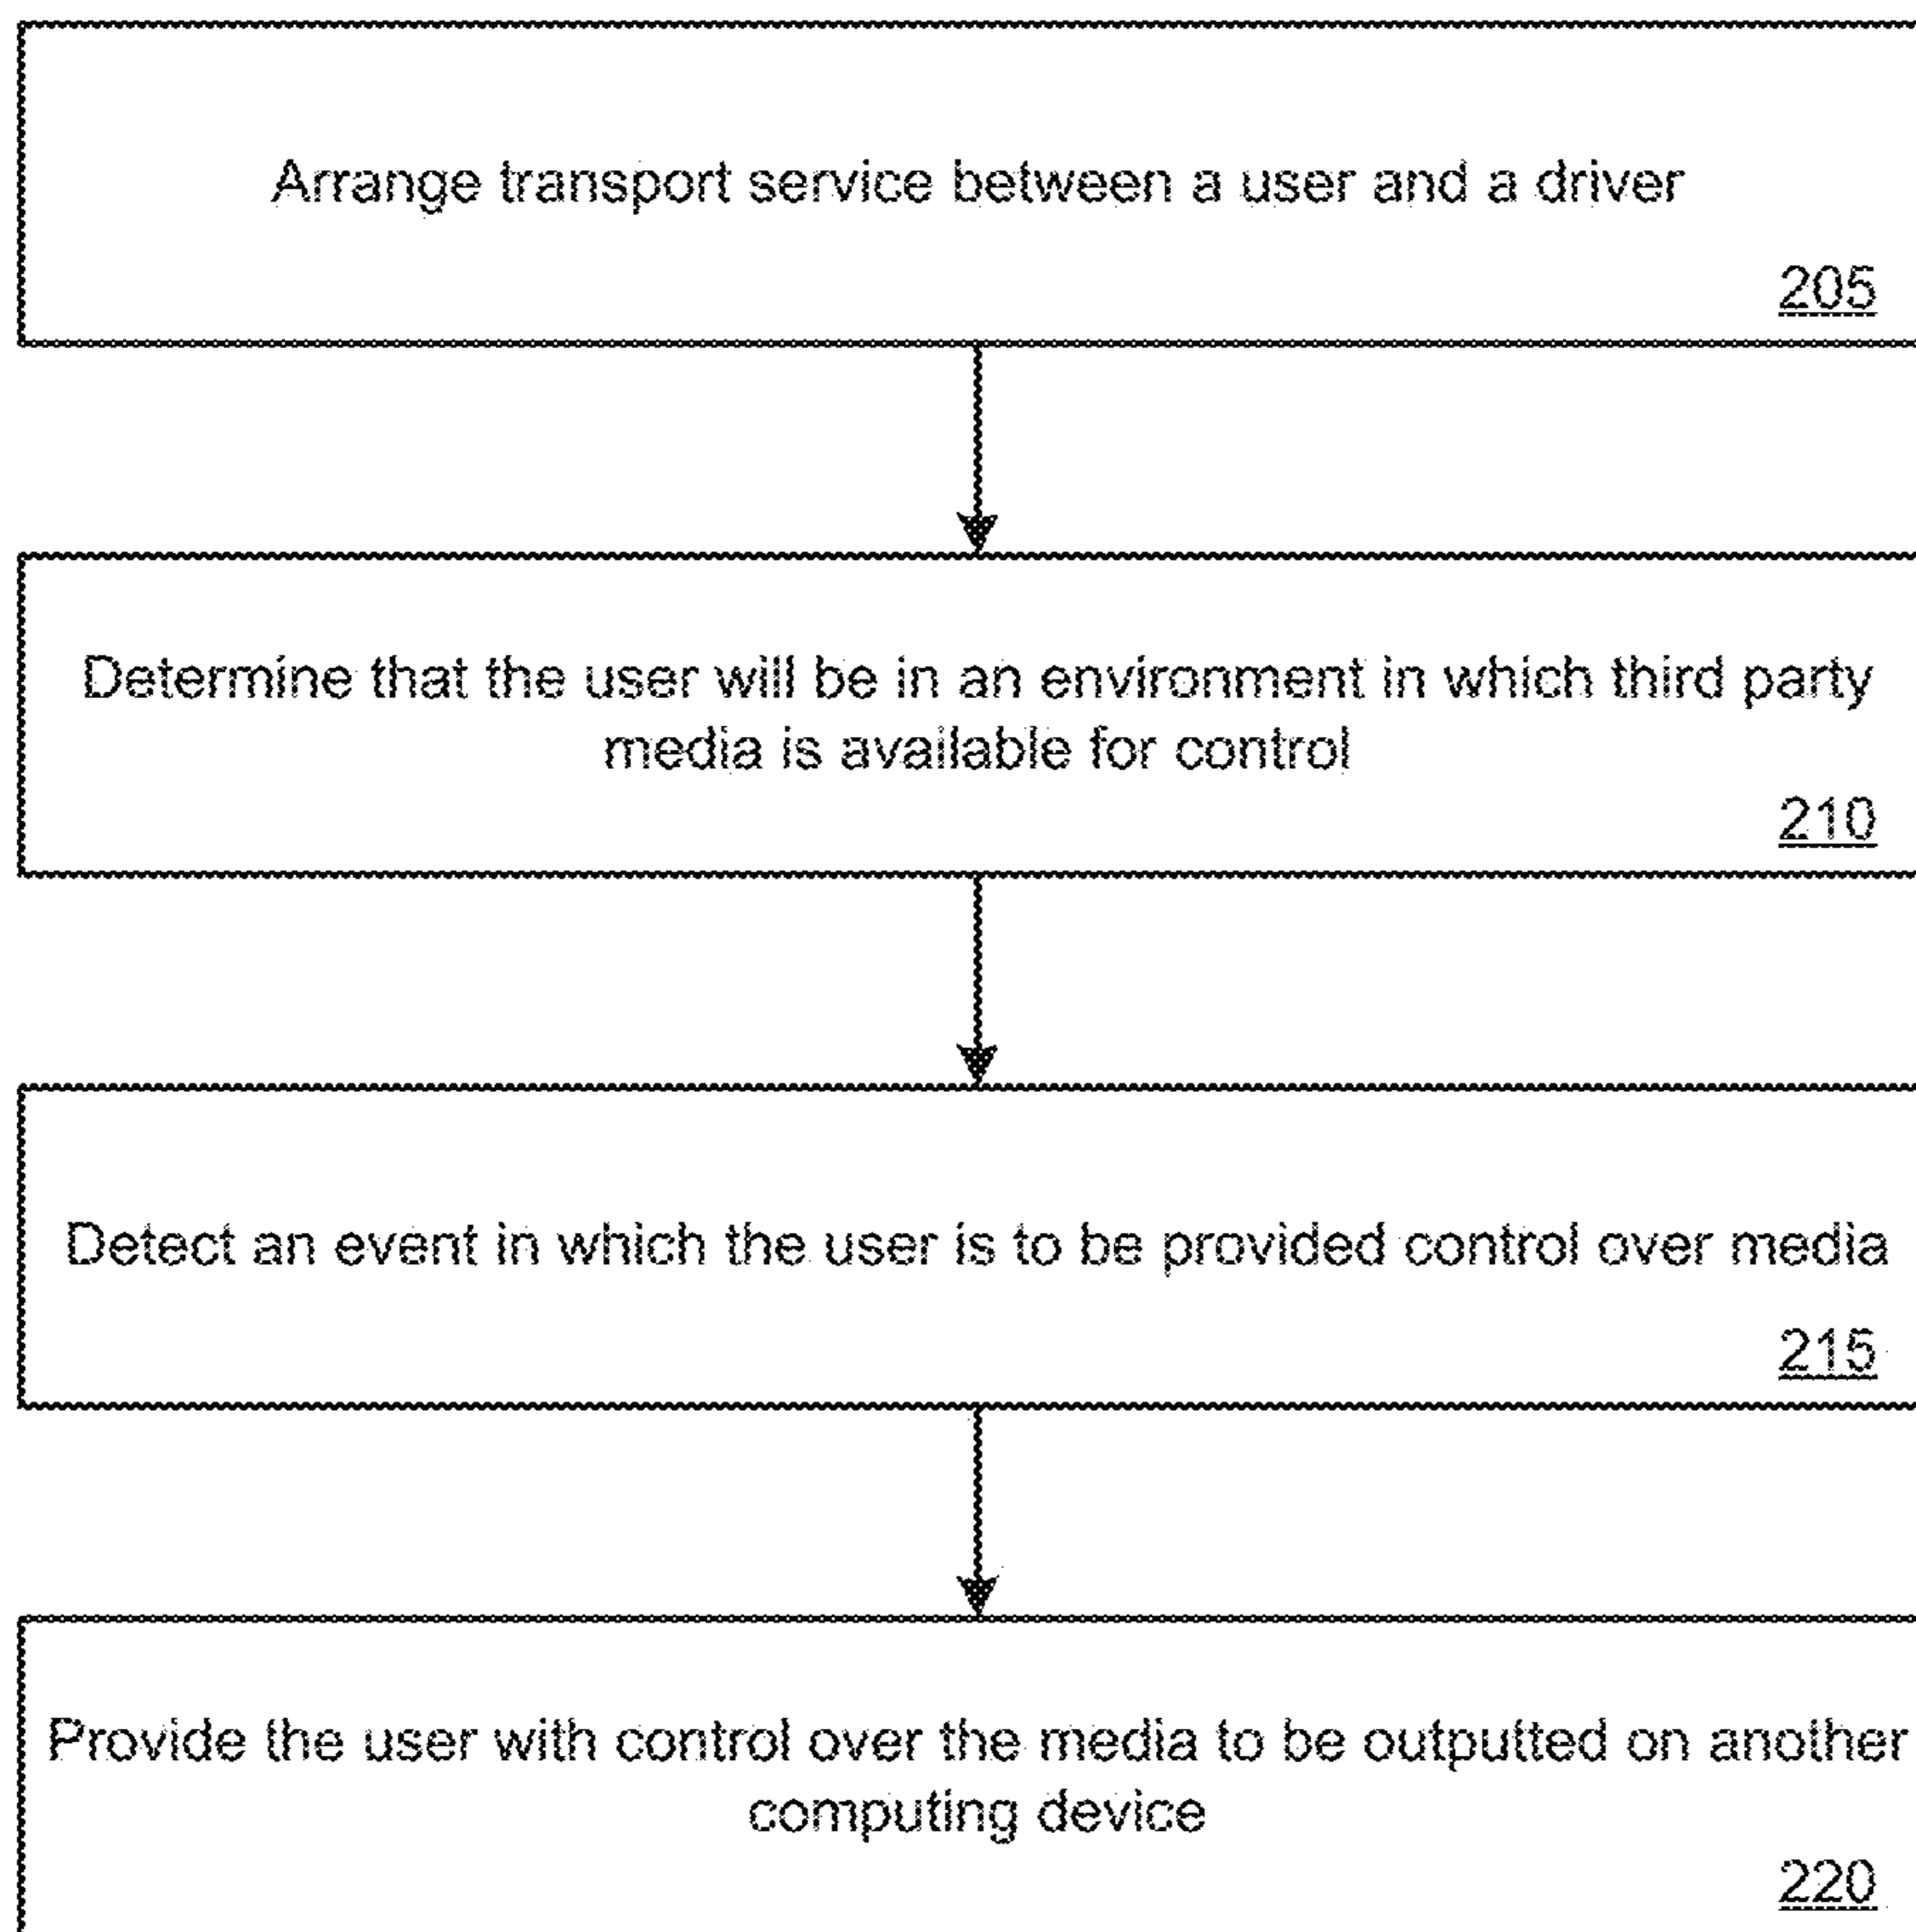 Arrange transport service between a user and a driver
205
Determine that the user will be in an environment in which third party
media is available for control
210
Detect an event in which the user is to be provided control over media
215
Provide the user with control over the media to be outputted on another
computing device
220